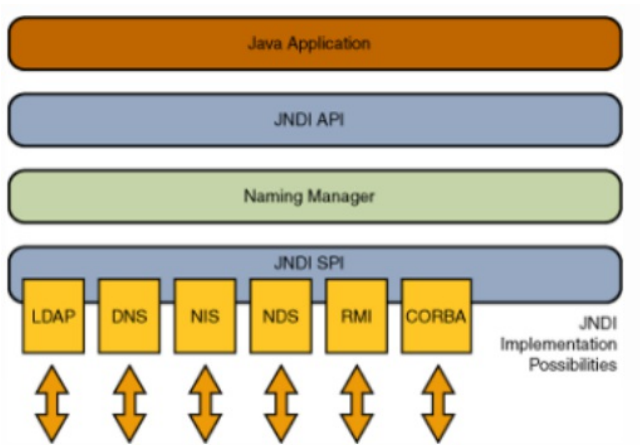 Java Application
JNDI API
Naming Manager
JNDI SPI
LDAP DNS NIS NDS RMI CORBA
JNDI
Implementation
Possibilities